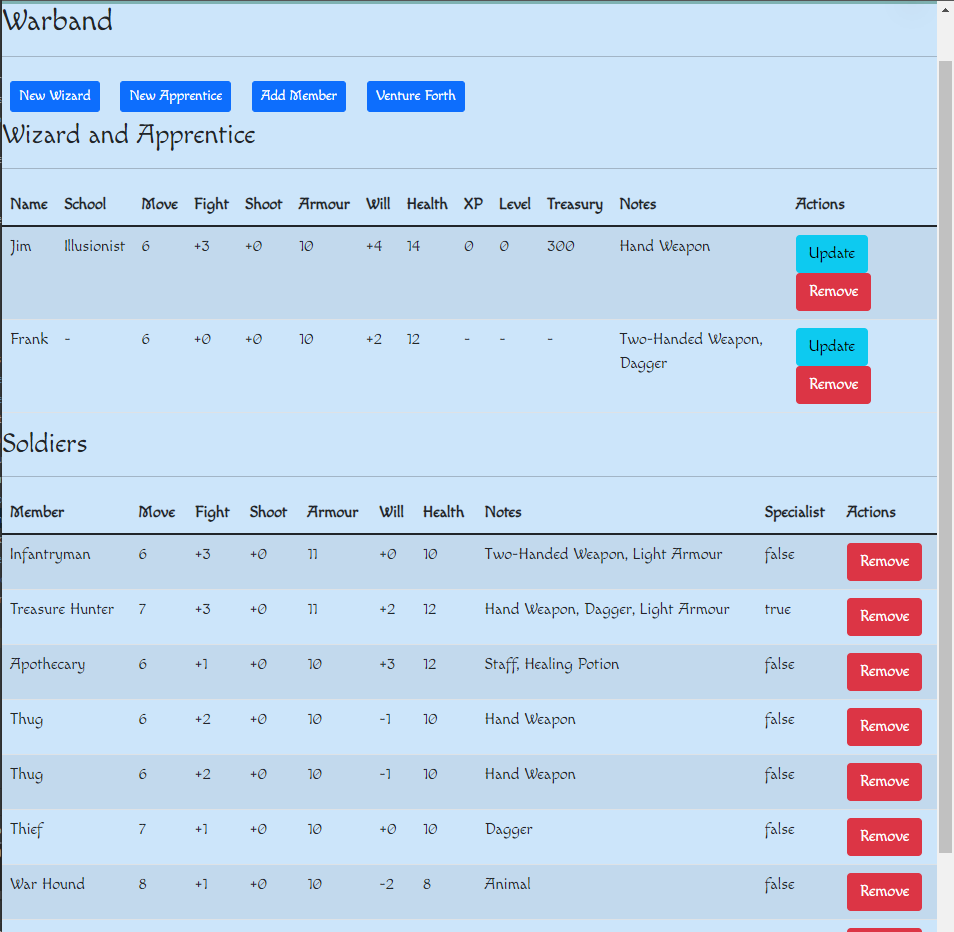 Warband
New Wizard New Apprentice Add Member Venture Forth
Wizard and Apprentice
Name School Move Fight Shoot Armour Will Health XP Level Treasury Notes Actions
Jim Illusionist 6 +3 +0 10 +4 14 0 0 300 Hand Weapon Update
Remove
Frank - 6 +0 +0 10 +2 12 - - - Two-Handed Weapon, Update
Dagger
Remove
Soldiers
Member Move Fight Shoot Armour Will Health Notes Specialist Actions
Infantryman 6 +3 +0 11 +0 10 Two-Handed Weapon, Light Armour false Remove
Treasure Hunter 7 +3 +0 11 +2 12 Hand Weapon, Dagger, Light Armour true Remove
Apothecary 6 +1 +0 10 +3 12 Staff, Healing Potion false Remove
Thug 6 +2 +0 10 -1 10 Hand Weapon false Remove
Thug 6 +2 +0 10 -1 10 Hand Weapon false Remove
Thief 7 +1 +0 10 +0 10 Dagger false Remove
War Hound 8 +1 +0 10 -2 8 Animal false Remove